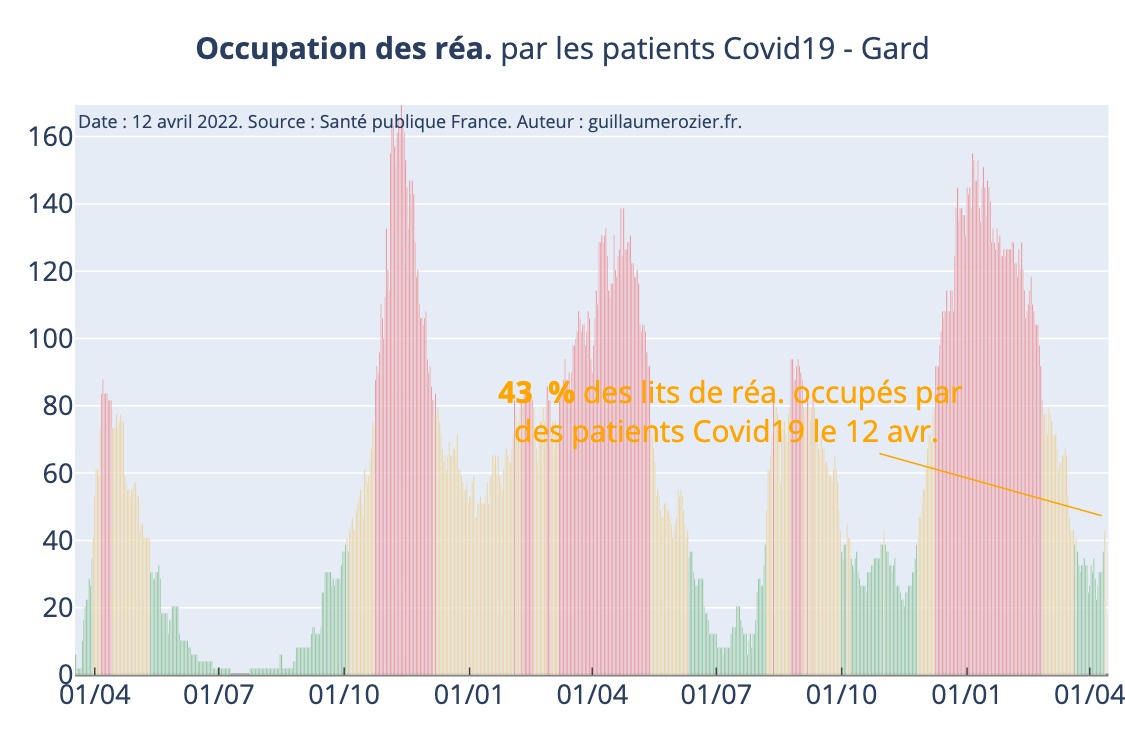 Occupation des réa. par les patients Covid19 - Gard
Date : 12 avril 2022. Source : Santé publique France. Auteur : guillaumerozier.fr.
160
140
120
100
80
60
40
20
0
43 % des lits de réa. occupés par
des patients Covid19 le 12 avr.
01/04 01/07 01/10 01/01 01/04 01/07 01/10 01/01 01/04